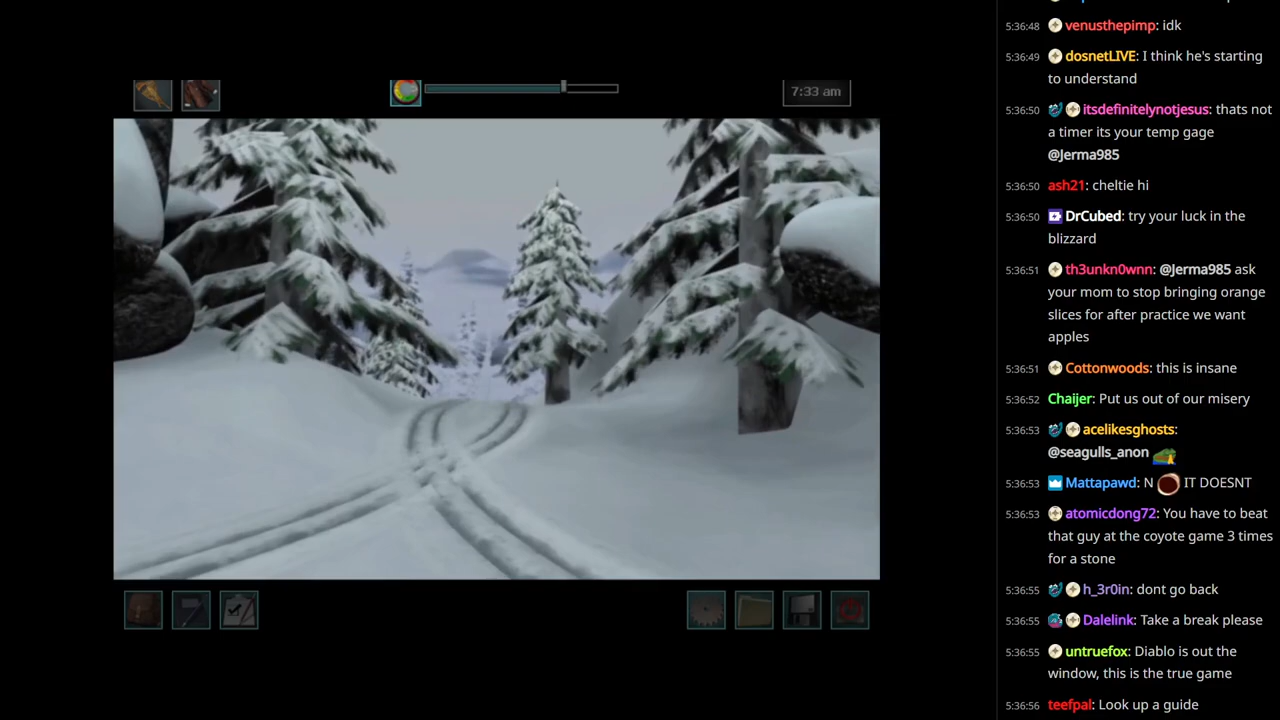 7:33 am
5:36:48 venusthepimp: idk
5:36:49 dosnetLIVE: I think he's starting
to understand
5:36:50 itsdefinitelynotjesus: thats not
a timer its your temp gage
@Jerma985
5:36:50 ash21: cheltie hi
5:36:50 DrCubed: try your luck in the
blizzard
5:36:51 th3unkn0wnn: @Jerma985 ask
your mom to stop bringing orange
slices for after practice we want
apples
5:36:51 Cottonwoods: this is insane
5:36:52 Chaijer: Put us out of our misery
5:36:53 acelikesghosts:
@seagulls_anon
5:36:53 Mattapawd: N IT DOESNT
5:36:53 atomicdong72: You have to beat
that guy at the coyote game 3 times
for a stone
5:36:55 h_3r0in: dont go back
5:36:55 Dalelink: Take a break please
5:36:55 untruefox: Diablo is out the
window, this is the true game
5:36:56 teefpal: Look up a guide